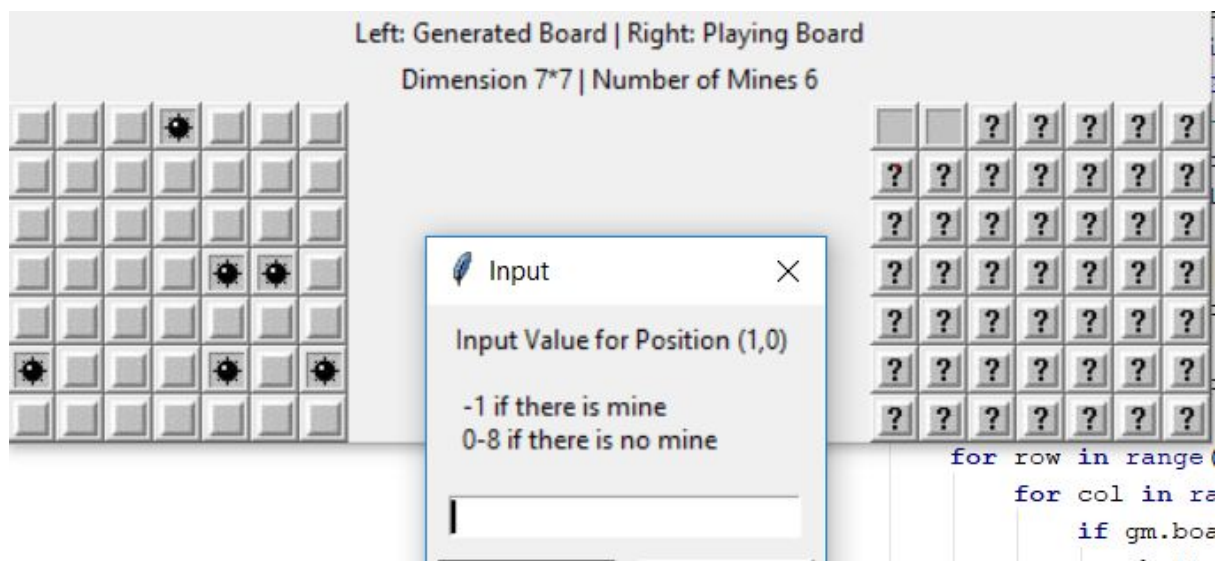 Left: Generated Board | Right: Playing Board
Dimension 7*7 | Number of Mines 6
? ? ? ? ?
? ? ? ? ? ? ?
? ? ? ? ? ? ?
? ? ? ? ? ? ?
? ? ? ? ? ? ?
? ? ? ? ? ? ?
? ? ? ? ? ? ?
Input
Input Value for Position (1,0)
-1 if there is mine
0-8 if there is no mine
for row in range(
for col in ra
if gm.boa